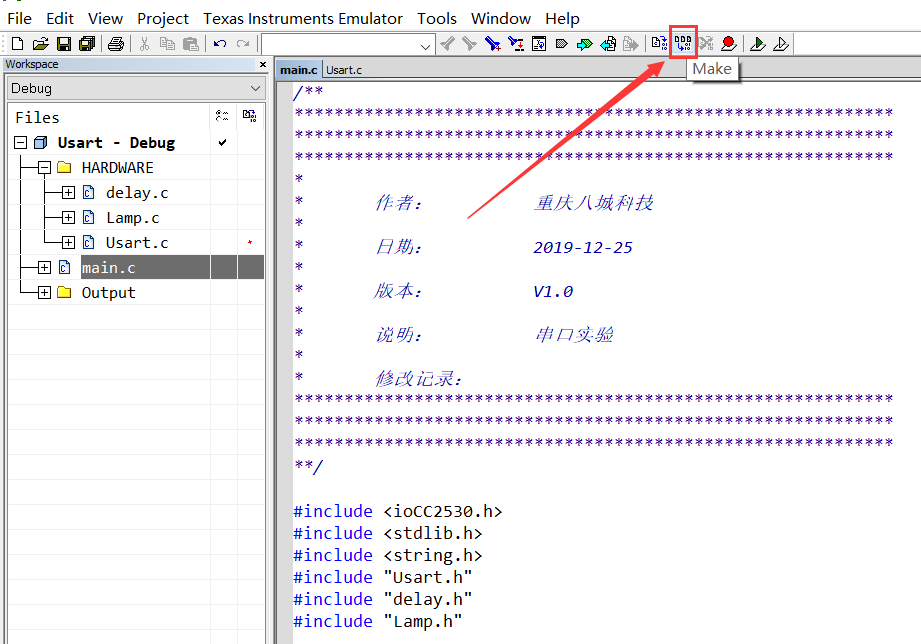 File Edit View Project Texas Instruments Emulator Tools Window Help
Workspace
Debug
Files
Usart - Debug
HARDWARE
delay.c
Lamp.c
Usart.c
main.c
Output
main.c Usart.c
Make
/**
************************************************************
************************************************************
************************************************************
*
* 作者: 重庆八城科技
*
* 日期: 2019-12-25
*
* 版本: V1.0
*
* 说明: 串口实验
*
* 修改记录:
************************************************************
************************************************************
************************************************************
**/
#include <ioCC2530.h>
#include <stdlib.h>
#include <string.h>
#include "Usart.h"
#include "delay.h"
#include "Lamp.h"